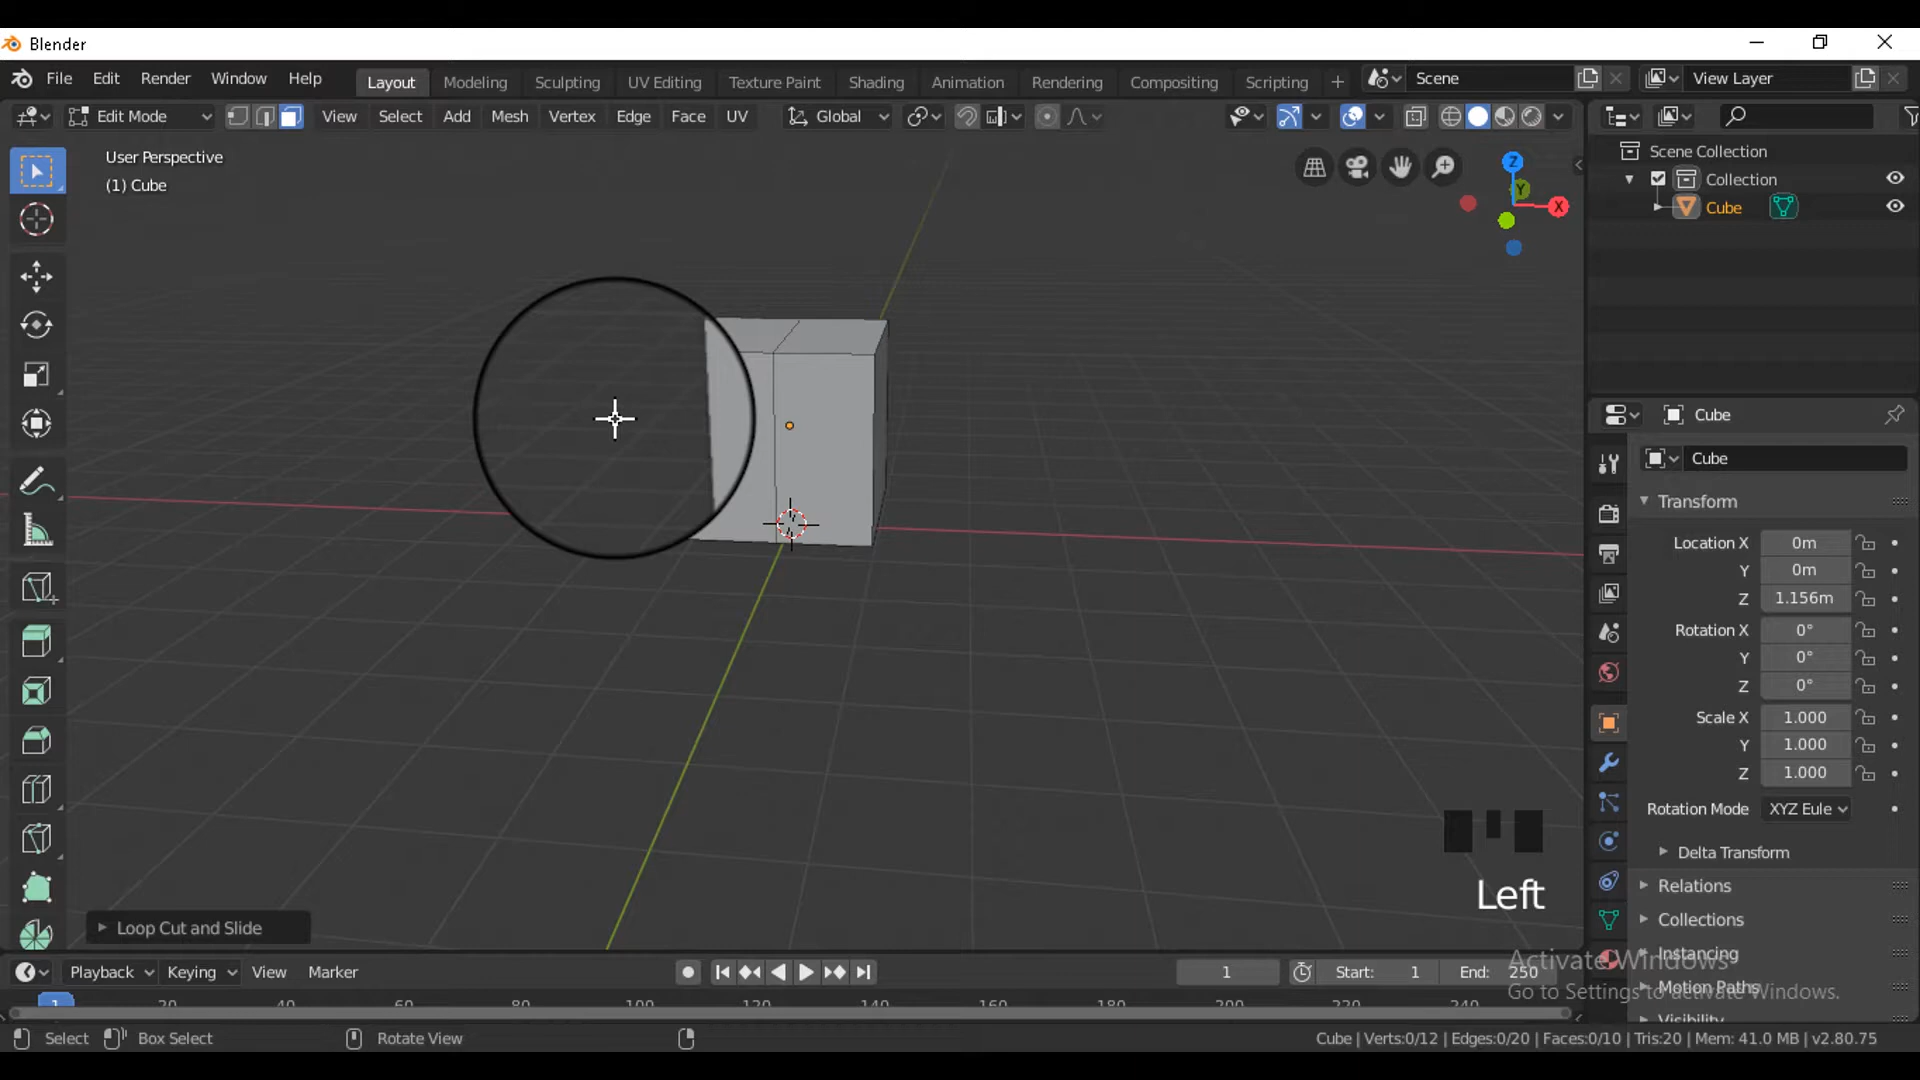 Blender
File Edit Render Window Help Layout Modeling Sculpting UV Editing Texture Paint Shading Animation Rendering Compositing Scripting + Scene View Layer
Edit Mode View Select Add Mesh Vertex Edge Face UV Global
User Perspective
(1) Cube
Z
Y
X
Scene Collection
Collection
Cube
Cube
Cube
Transform
Location X 0m
Y 0m
Z 1.156m
Rotation X 0°
Y 0°
Z 0°
Scale X 1.000
Y 1.000
Z 1.000
Rotation Mode XYZ Eule
Delta Transform
Relations
Collections
Instancing
Motion Paths
Visibility
Left
Loop Cut and Slide
Activate Windows
Go to Settings to activate Windows.
Playback Keying View Marker 1 Start: 1 End: 250
1 20 40 60 80 100 120 140 160 180 200 220 240
Select Box Select Rotate View Cube | Verts:0/12 | Edges:0/20 | Faces:0/10 | Tris:20 | Mem: 41.0 MB | v2.80.75